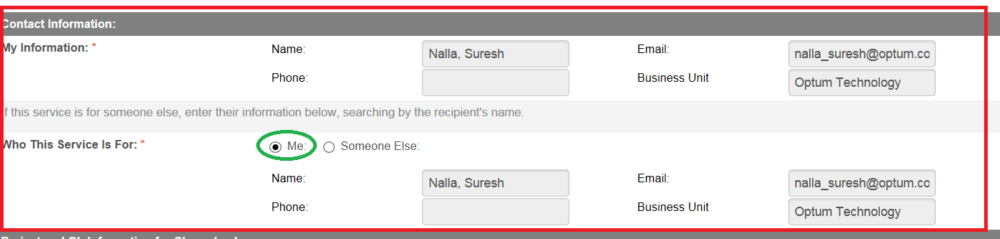 Contact Information:
My Information: * Name: Nalla, Suresh Email: nalla_suresh@optum.co
Phone: Business Unit Optum Technology
If this service is for someone else, enter their information below, searching by the recipient's name.
Who This Service Is For: * Me: Someone Else:
Name: Nalla, Suresh Email: nalla_suresh@optum.co
Phone: Business Unit Optum Technology